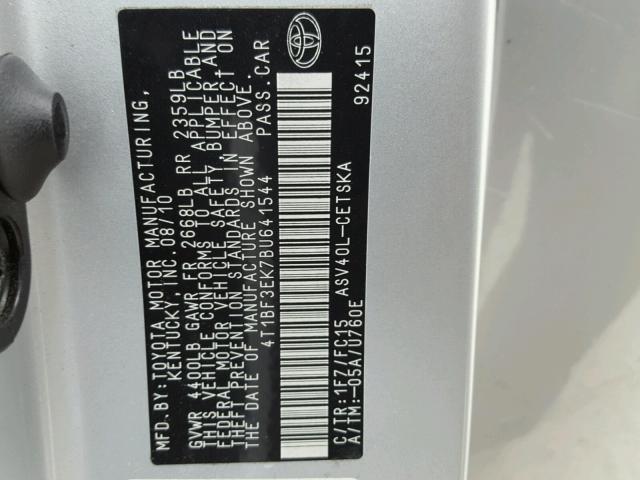 MFD. BY: TOYOTA MOTOR MANUFACTURING,
KENTUCKY, INC. 08/10
GVWR 4400LB GAWR FR 2668LB RR 2359LB
THIS VEHICLE CONFORMS TO ALL APPLICABLE
FEDERAL MOTOR VEHICLE SAFETY, BUMPER, AND
THEFT PREVENTION STANDARDS IN EFFECT ON
THE DATE OF MANUFACTURE SHOWN ABOVE.
4T1BF3EK7BU641544 PASS. CAR
C/TR: 1FZ/FC15 ASV40L-CETSKA
A/TM: -05A/U760E 92415